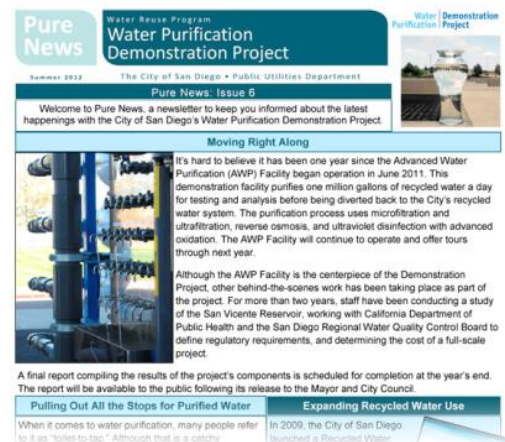 Pure
News
Water Reuse Program
Water Purification
Demonstration Project
Water Purification
Demonstration Project
Summer 2012
The City of San Diego • Public Utilities Department
Pure News: Issue 6
Welcome to Pure News, a newsletter to keep you informed about the latest
happenings with the City of San Diego's Water Purification Demonstration Project.
Moving Right Along
It's hard to believe it has been one year since the Advanced Water
Purification (AWP) Facility began operation in June 2011. This
demonstration facility purifies one million gallons of recycled water a day
for testing and analysis before being diverted back to the City's recycled
water system. The purification process uses microfiltration and
ultrafiltration, reverse osmosis, and ultraviolet disinfection with advanced
oxidation. The AWP Facility will continue to operate and offer tours
through next year.
Although the AWP Facility is the centerpiece of the Demonstration
Project, other behind-the-scenes work has been taking place as part of
the project. For more than two years, staff have been conducting a study
of the San Vicente Reservoir, working with California Department of
Public Health and the San Diego Regional Water Quality Control Board to
define regulatory requirements, and determining the cost of a full-scale
project.
A final report compiling the results of the project's components is scheduled for completion at the year's end.
The report will be available to the public following its release to the Mayor and City Council.
Pulling Out All the Stops for Purified Water
When it comes to water purification, many people refer
to it as "toilet-to-tap." Although that is a catchy
Expanding Recycled Water Use
In 2009, the City of San Diego
launched a Recycled Water